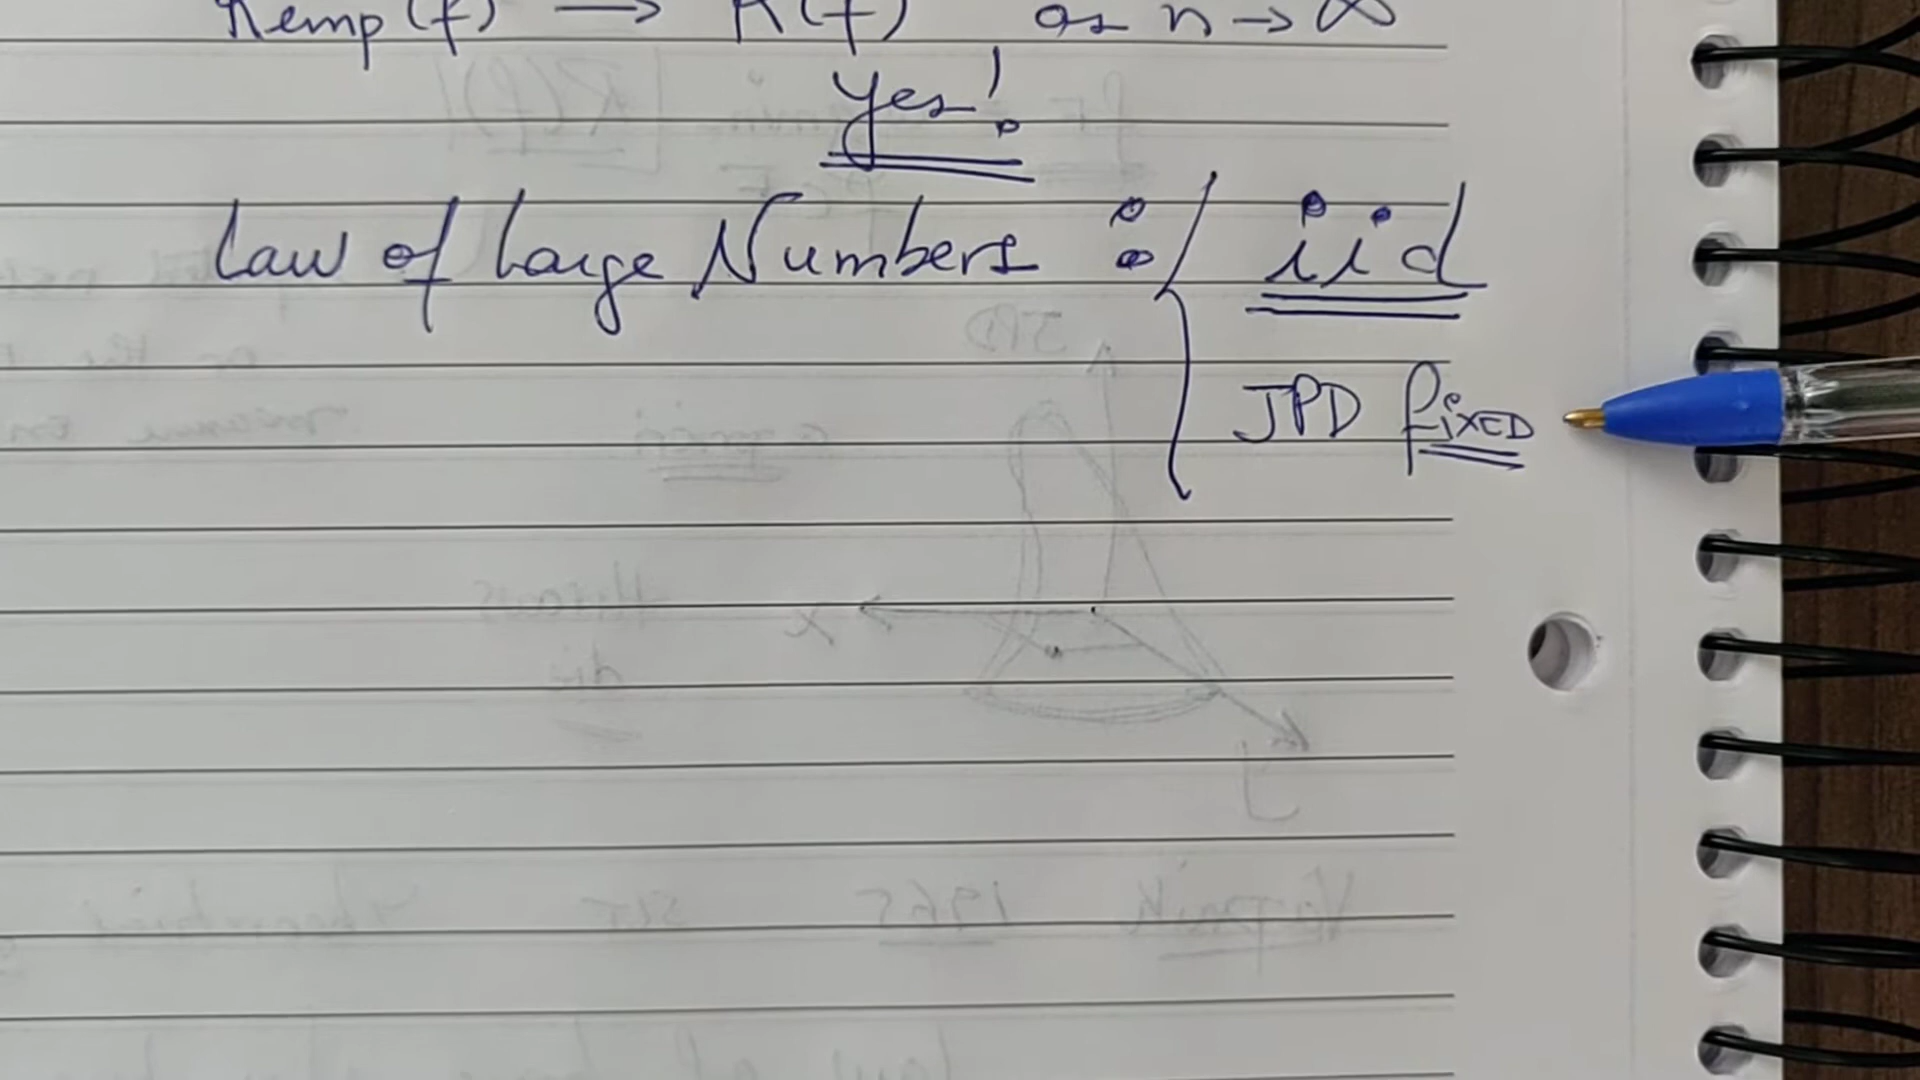 Remp(f) → R(f) as n → ∞
Yes!
Law of Large Numbers : { iid
JPD fixED